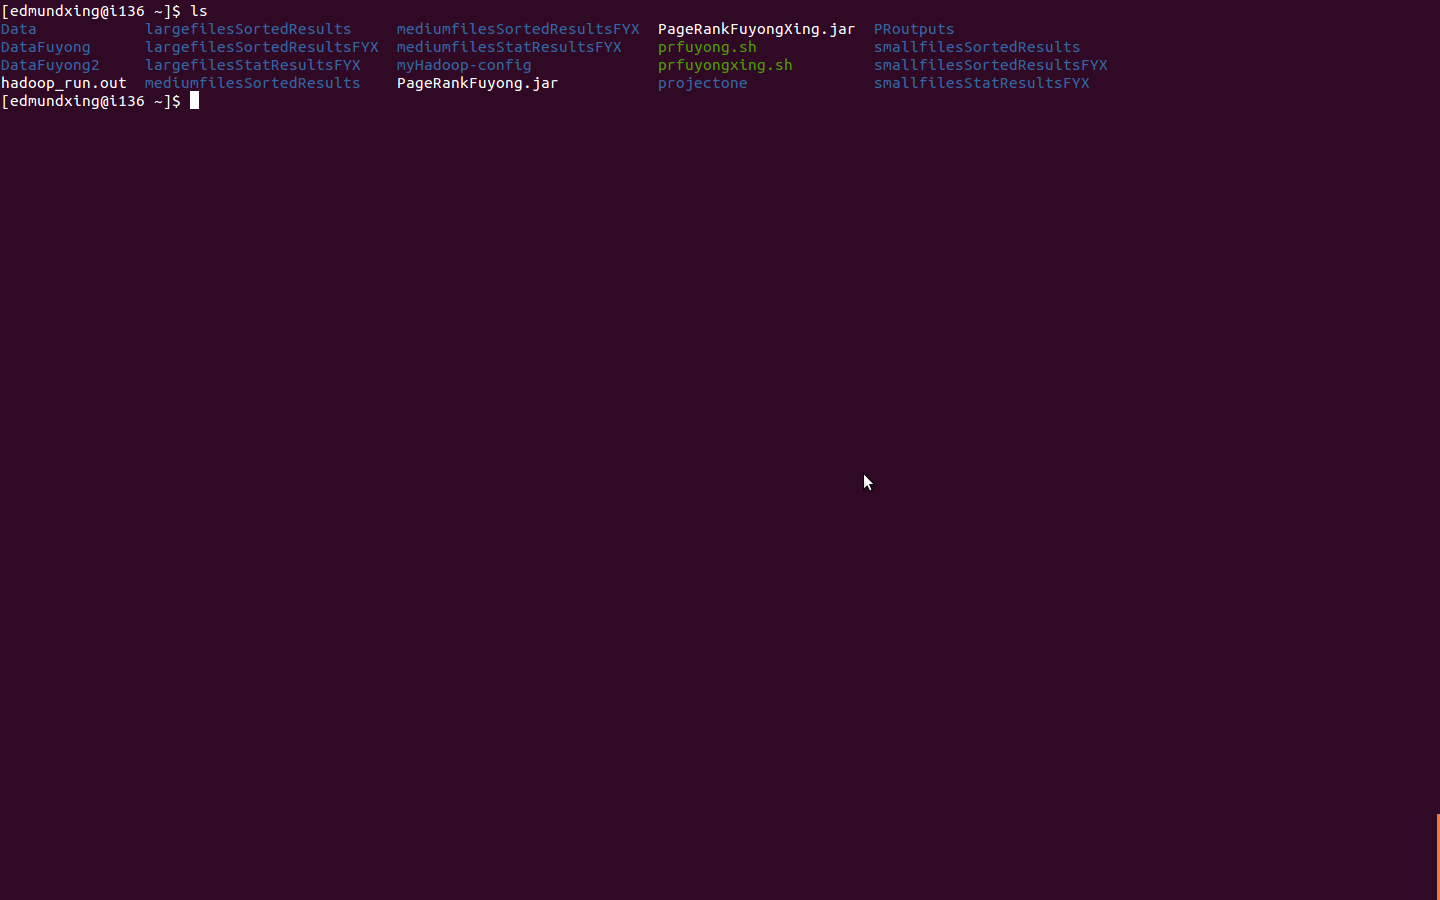 [edmundxing@i136 ~]$ ls
Data            largefilesSortedResults     mediumfilesSortedResultsFYX  PageRankFuyongXing.jar  PRoutputs
DataFuyong      largefilesSortedResultsFYX  mediumfilesStatResultsFYX    prfuyong.sh             smallfilesSortedResults
DataFuyong2     largefilesStatResultsFYX    myHadoop-config              prfuyongxing.sh         smallfilesSortedResultsFYX
hadoop_run.out  mediumfilesSortedResults    PageRankFuyong.jar           projectone              smallfilesStatResultsFYX
[edmundxing@i136 ~]$